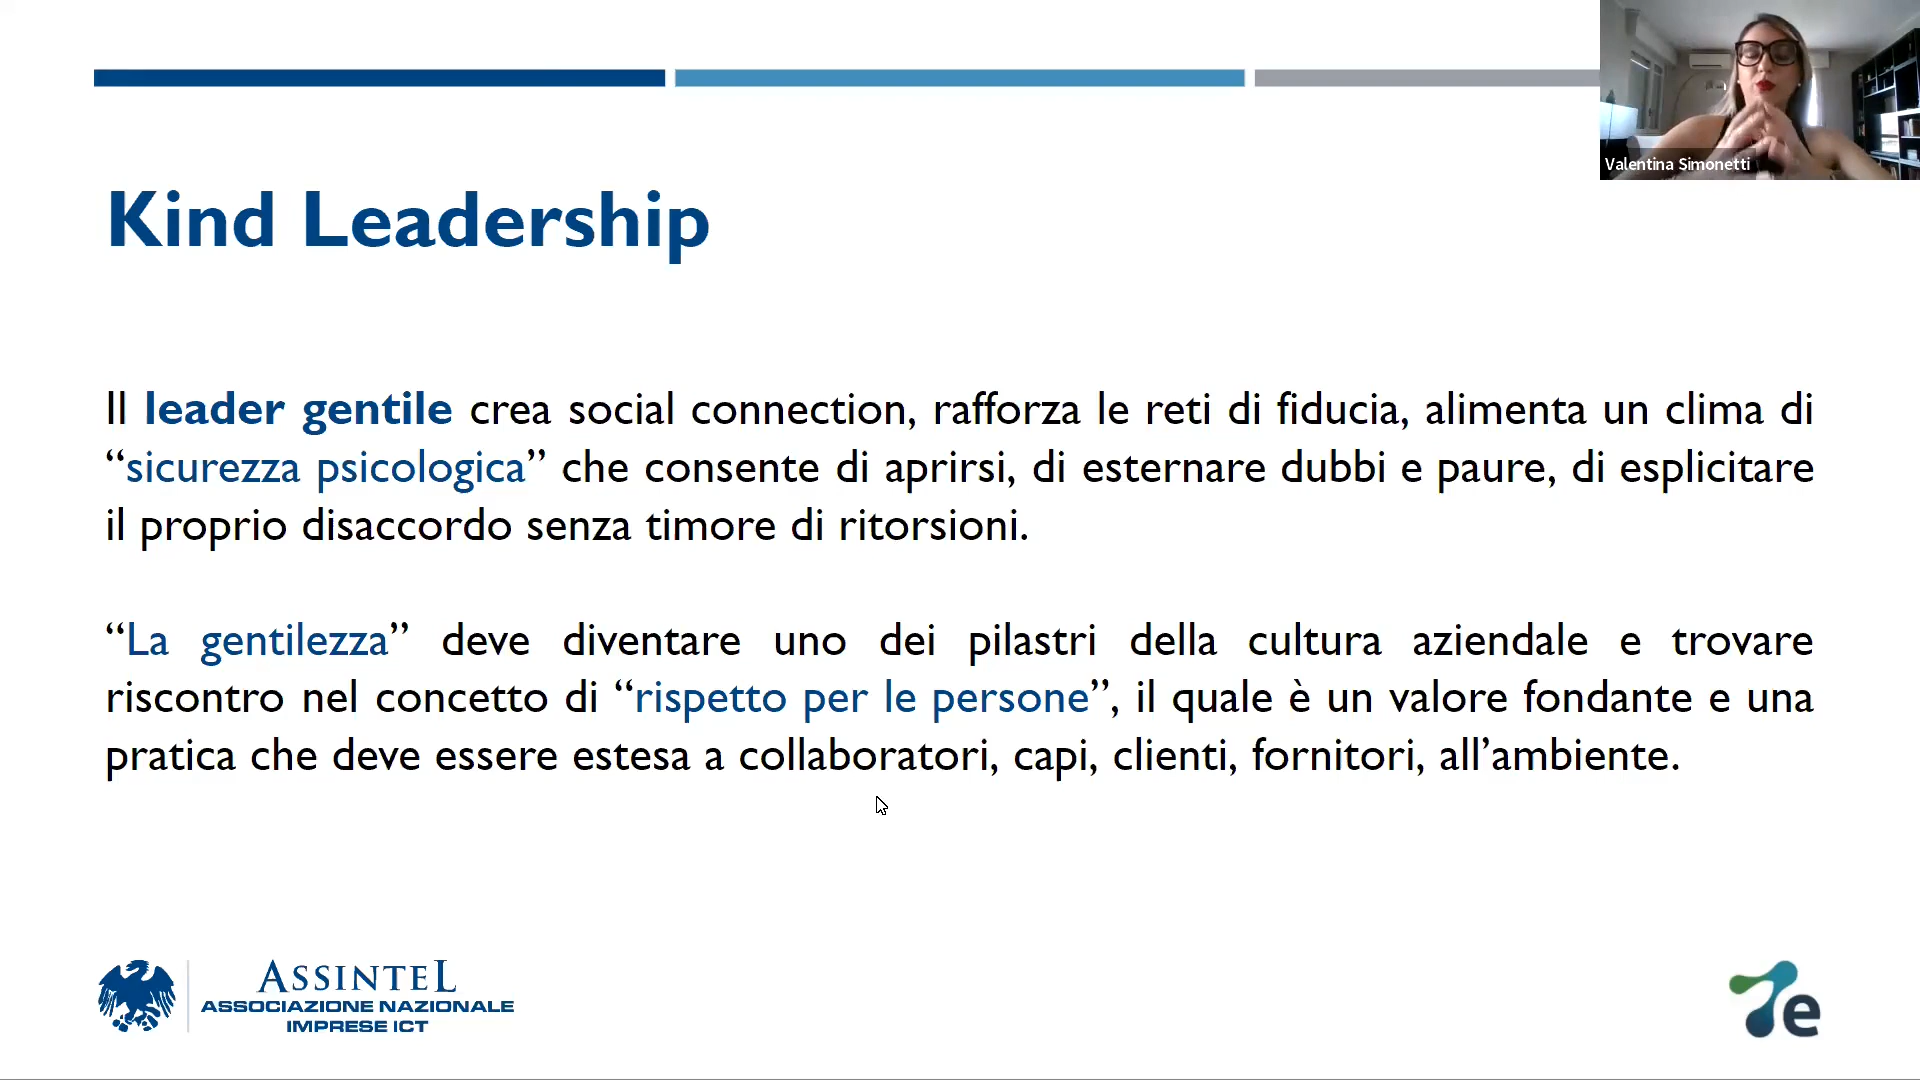 Valentina Simonetti
Kind Leadership
Il leader gentile crea social connection, rafforza le reti di fiducia, alimenta un clima di
“sicurezza psicologica” che consente di aprirsi, di esternare dubbi e paure, di esplicitare
il proprio disaccordo senza timore di ritorsioni.
“La gentilezza” deve diventare uno dei pilastri della cultura aziendale e trovare
riscontro nel concetto di “rispetto per le persone”, il quale è un valore fondante e una
pratica che deve essere estesa a collaboratori, capi, clienti, fornitori, all’ambiente.
ASSINTEL
ASSOCIAZIONE NAZIONALE
IMPRESE ICT
e